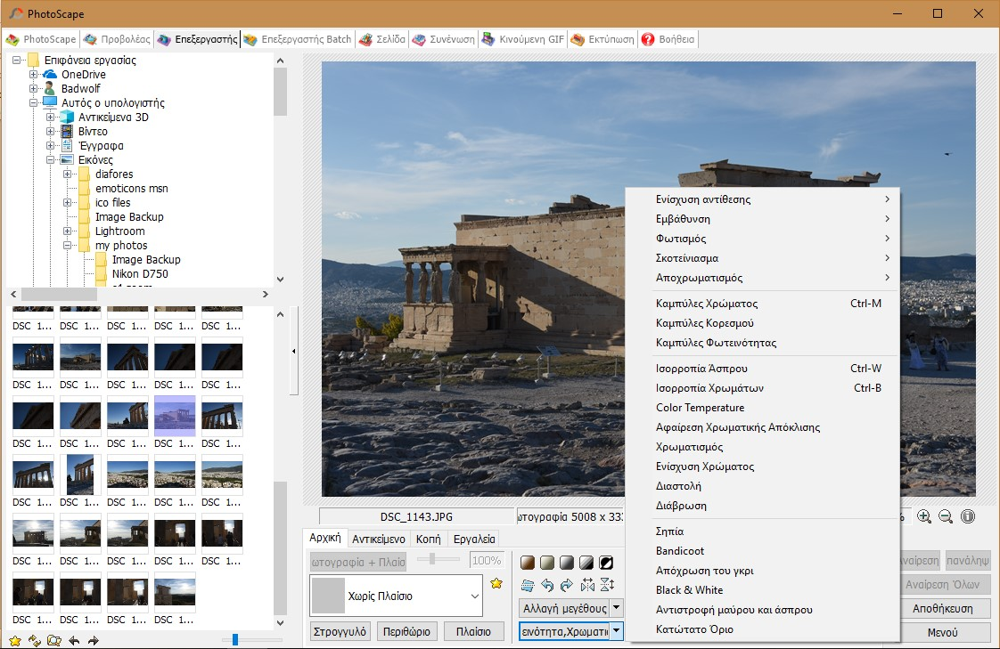 PhotoScape
PhotoScape
Προβολέας
Επεξεργαστής
Επεξεργαστής Batch
Σελίδα
Συνένωση
Κινούμενη GIF
Εκτύπωση
Βοήθεια
Επιφάνεια εργασίας
OneDrive
Badwolf
Αυτός ο υπολογιστής
Αντικείμενα 3D
Βίντεο
Έγγραφα
Εικόνες
diafores
emoticons msn
ico files
Image Backup
Lightroom
my photos
Image Backup
Nikon D750
DSC 1... DSC 1... DSC 1... DSC 1... DSC 1...
DSC 1... DSC 1... DSC 1... DSC 1... DSC 1...
DSC 1... DSC 1... DSC 1... DSC 1... DSC 1...
DSC 1... DSC 1... DSC 1... DSC 1... DSC 1...
DSC 1... DSC 1... DSC 1... DSC 1... DSC 1...
DSC 1... DSC 1... DSC 1... DSC 1...
DSC_1143.JPG
ωτογραφία 5008 x 333
Αρχική
Αντικείμενο
Κοπή
Εργαλεία
ωτογραφία + Πλαίσ
100%
Χωρίς Πλαίσιο
Στρογγυλό
Περιθώριο
Πλαίσιο
Αλλαγή μεγέθους
εινότητα,Χρωματι
Ενίσχυση αντίθεσης
Εμβάθυνση
Φωτισμός
Σκοτείνιασμα
Αποχρωματισμός
Καμπύλες Χρώματος Ctrl-M
Καμπύλες Κορεσμού
Καμπύλες Φωτεινότητας
Ισορροπία Άσπρου Ctrl-W
Ισορροπία Χρωμάτων Ctrl-B
Color Temperature
Αφαίρεση Χρωματικής Απόκλισης
Χρωματισμός
Ενίσχυση Χρώματος
Διαστολή
Διάβρωση
Σηπία
Bandicoot
Απόχρωση του γκρι
Black & White
Αντιστροφή μαύρου και άσπρου
Κατώτατο Όριο
%
ναίρεση
πανάληψ
Αναίρεση Όλων
Αποθήκευση
Μενού